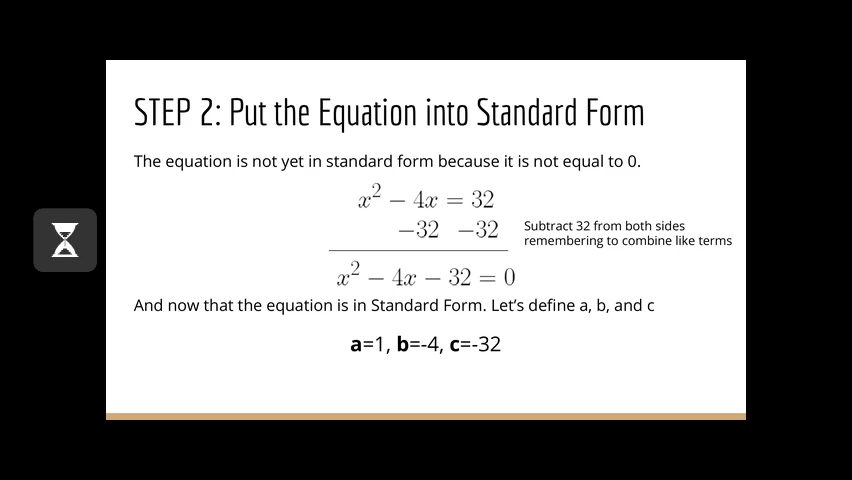 STEP 2: Put the Equation into Standard Form
The equation is not yet in standard form because it is not equal to 0.
x² − 4x = 32
−32 −32
Subtract 32 from both sides
remembering to combine like terms
x² − 4x − 32 = 0
And now that the equation is in Standard Form. Let’s define a, b, and c
a=1, b=-4, c=-32